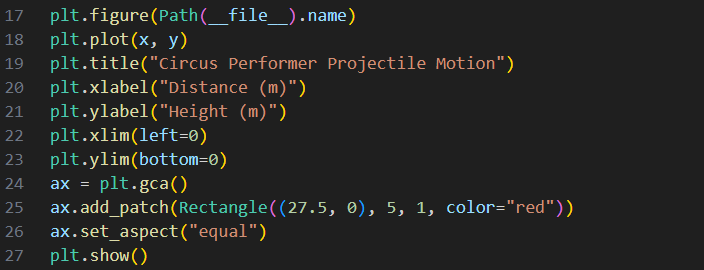 17 plt.figure(Path(__file__).name)
18 plt.plot(x, y)
19 plt.title("Circus Performer Projectile Motion")
20 plt.xlabel("Distance (m)")
21 plt.ylabel("Height (m)")
22 plt.xlim(left=0)
23 plt.ylim(bottom=0)
24 ax = plt.gca()
25 ax.add_patch(Rectangle((27.5, 0), 5, 1, color="red"))
26 ax.set_aspect("equal")
27 plt.show()